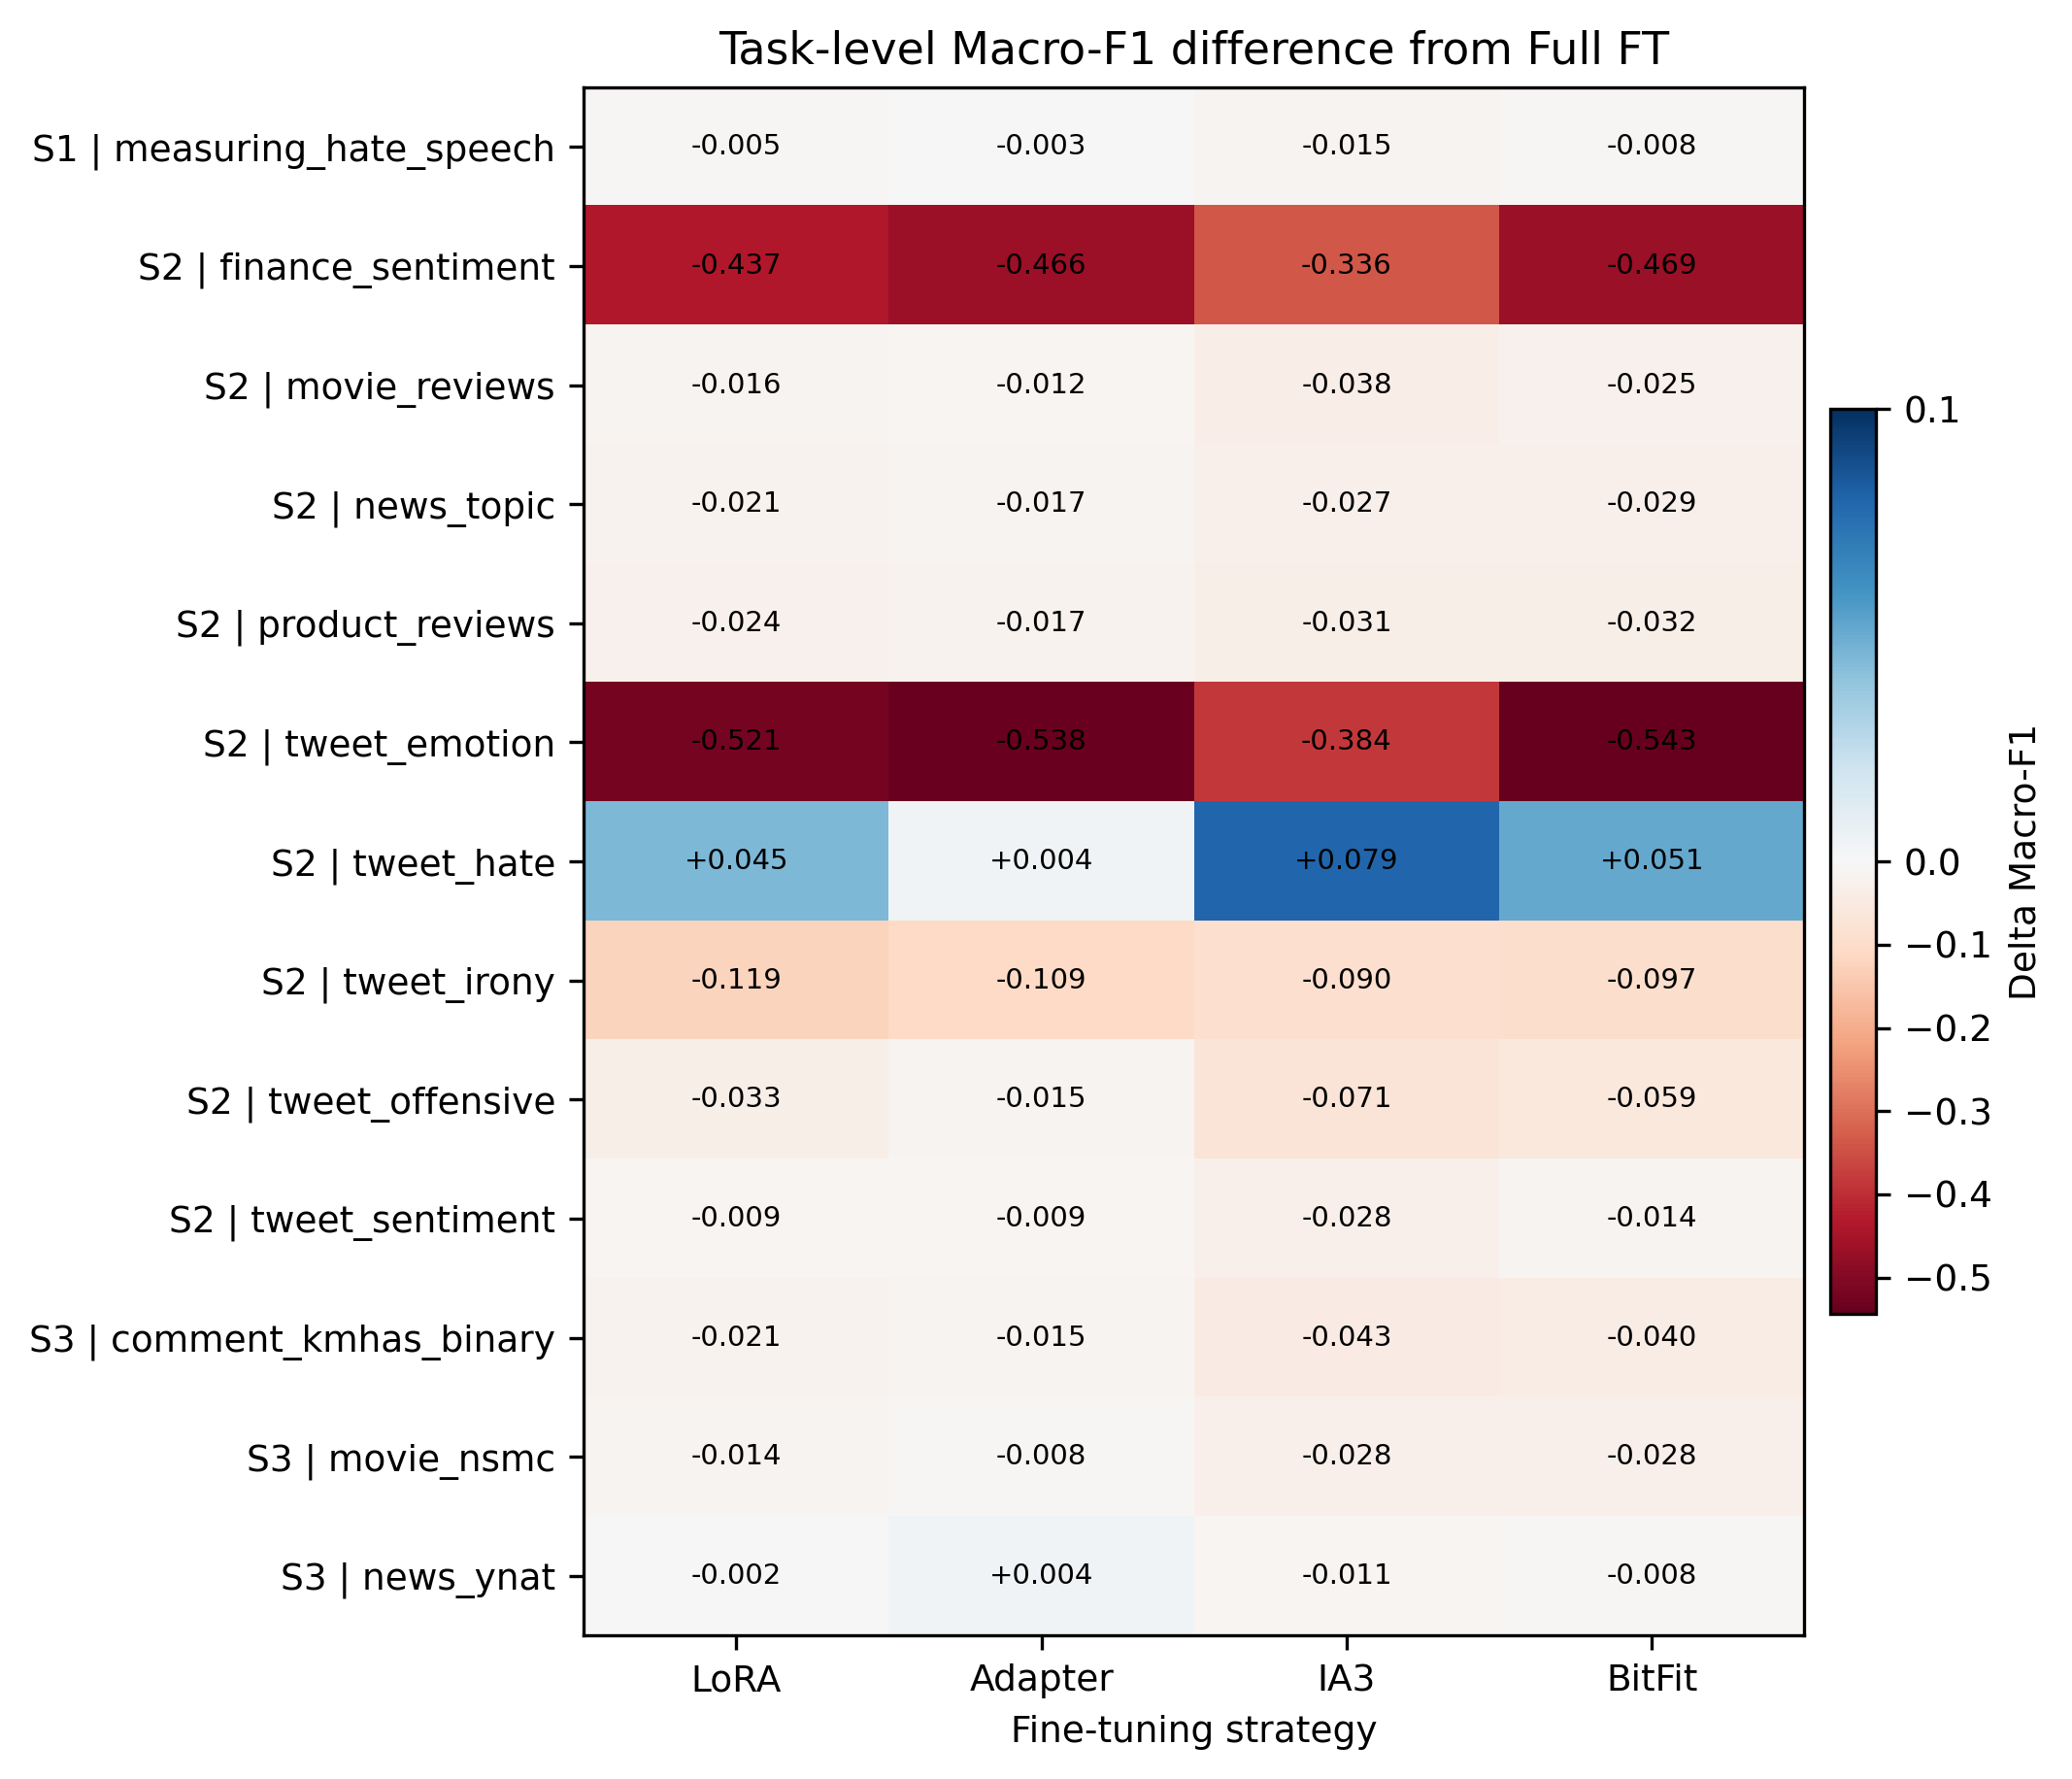 Task-level Macro-F1 difference from Full FT
S1 | measuring_hate_speech -0.005 -0.003 -0.015 -0.008
S2 | finance_sentiment -0.437 -0.466 -0.336 -0.469
S2 | movie_reviews -0.016 -0.012 -0.038 -0.025
S2 | news_topic -0.021 -0.017 -0.027 -0.029
S2 | product_reviews -0.024 -0.017 -0.031 -0.032
S2 | tweet_emotion -0.521 -0.538 -0.384 -0.543
S2 | tweet_hate +0.045 +0.004 +0.079 +0.051
S2 | tweet_irony -0.119 -0.109 -0.090 -0.097
S2 | tweet_offensive -0.033 -0.015 -0.071 -0.059
S2 | tweet_sentiment -0.009 -0.009 -0.028 -0.014
S3 | comment_kmhas_binary -0.021 -0.015 -0.043 -0.040
S3 | movie_nsmc -0.014 -0.008 -0.028 -0.028
S3 | news_ynat -0.002 +0.004 -0.011 -0.008
LoRA Adapter IA3 BitFit
Fine-tuning strategy
0.1
0.0
−0.1
−0.2
−0.3
−0.4
−0.5
Delta Macro-F1